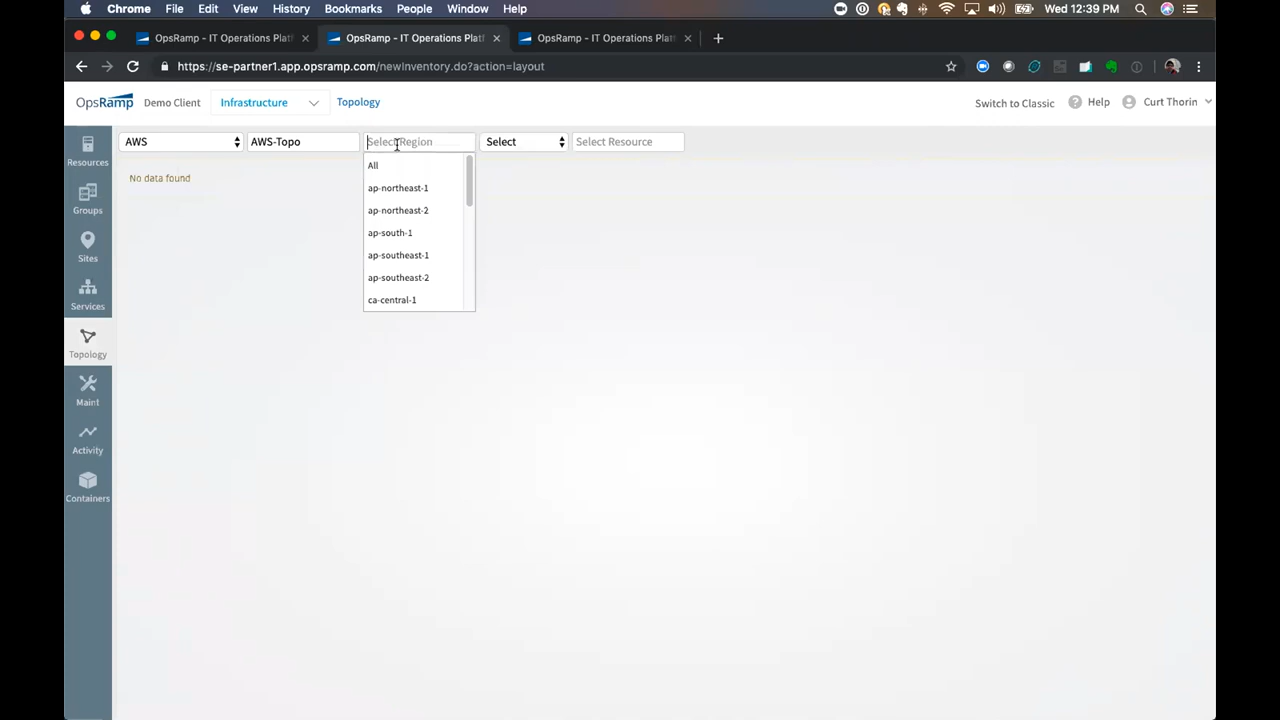 Chrome File Edit View History Bookmarks People Window Help Wed 12:39 PM
OpsRamp - IT Operations Platf × OpsRamp - IT Operations Platf × OpsRamp - IT Operations Platf × +
https://se-partner1.app.opsramp.com/newInventory.do?action=layout
OpsRamp Demo Client Infrastructure Topology Switch to Classic Help Curt Thorin
AWS AWS-Topo Select Region Select Select Resource
Resources
Groups
Sites
Services
Topology
Maint
Activity
Containers
No data found
All
ap-northeast-1
ap-northeast-2
ap-south-1
ap-southeast-1
ap-southeast-2
ca-central-1